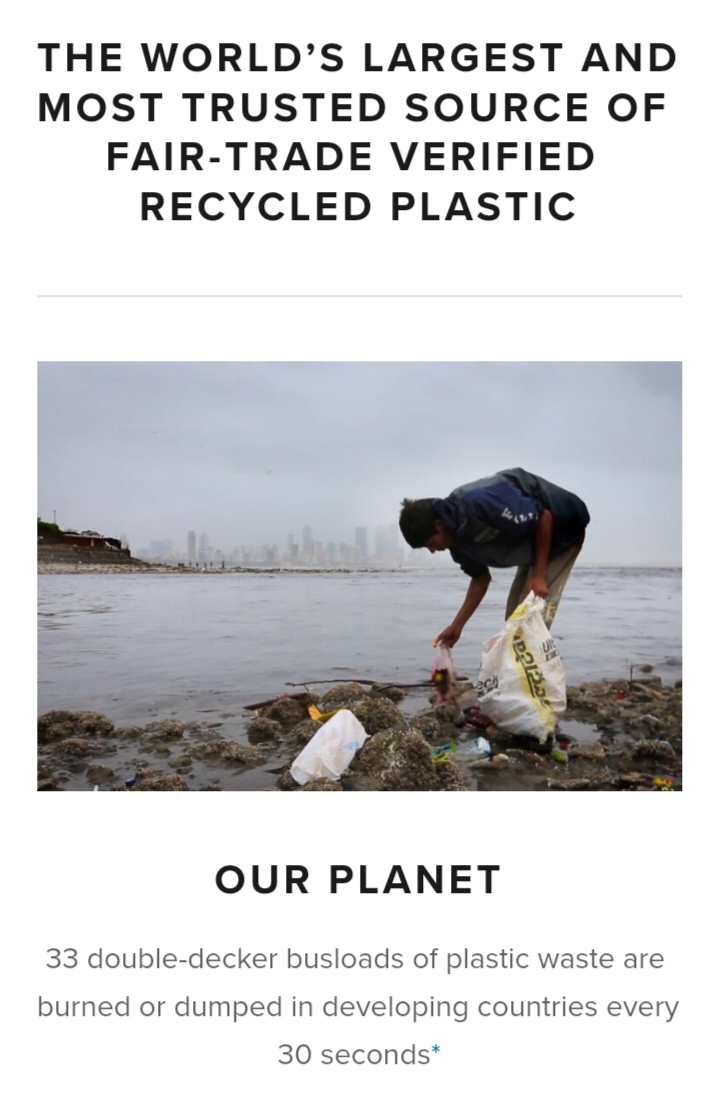 THE WORLD’S LARGEST AND
MOST TRUSTED SOURCE OF
FAIR-TRADE VERIFIED
RECYCLED PLASTIC
OUR PLANET
33 double-decker busloads of plastic waste are
burned or dumped in developing countries every
30 seconds*